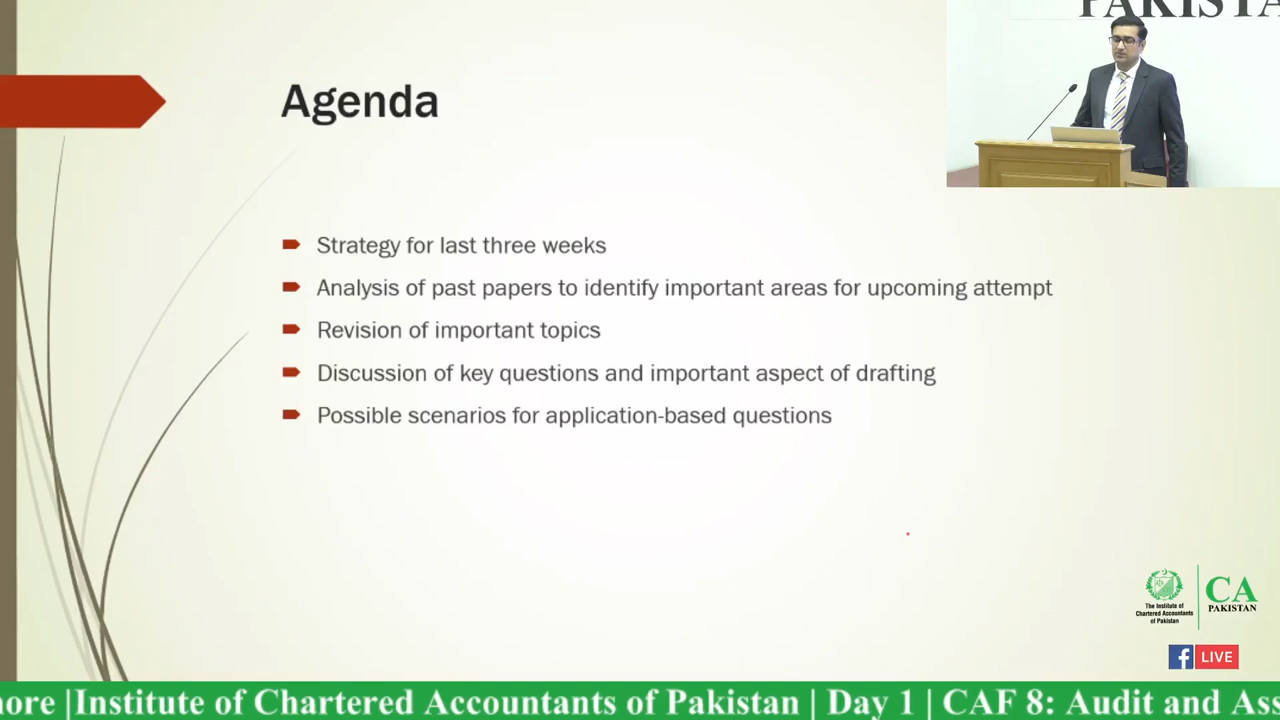 PAKISTA
Agenda
Strategy for last three weeks
Analysis of past papers to identify important areas for upcoming attempt
Revision of important topics
Discussion of key questions and important aspect of drafting
Possible scenarios for application-based questions
The Institute of
Chartered Accountants
of Pakistan
CA
PAKISTAN
f LIVE
ore |Institute of Chartered Accountants of Pakistan | Day 1 | CAF 8: Audit and Ass